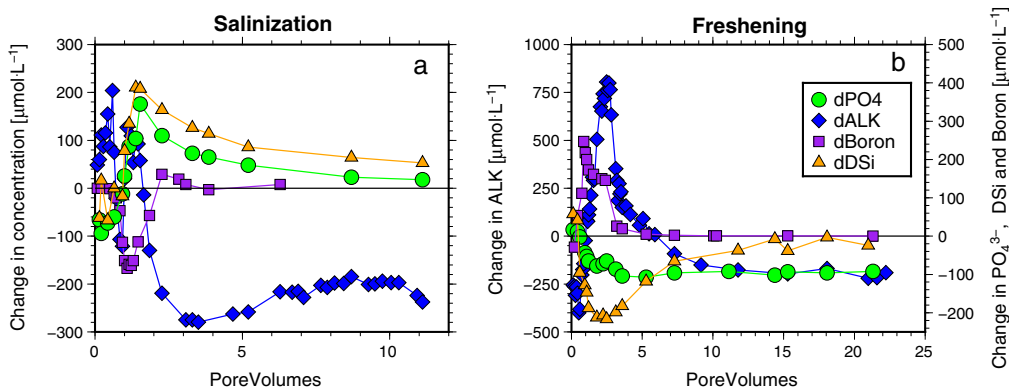 Salinization
Freshening
a
b
Change in concentration [µmol·L⁻¹]
300
200
100
0
−100
−200
−300
0
5
10
PoreVolumes
Change in ALK [µmol·L⁻¹]
1000
750
500
250
0
−250
−500
0
5
10
15
20
25
PoreVolumes
500
400
300
200
100
0
−100
−200
Change in PO₄³⁻, DSi and Boron [µmol·L⁻¹]
dPO4
dALK
dBoron
dDSi